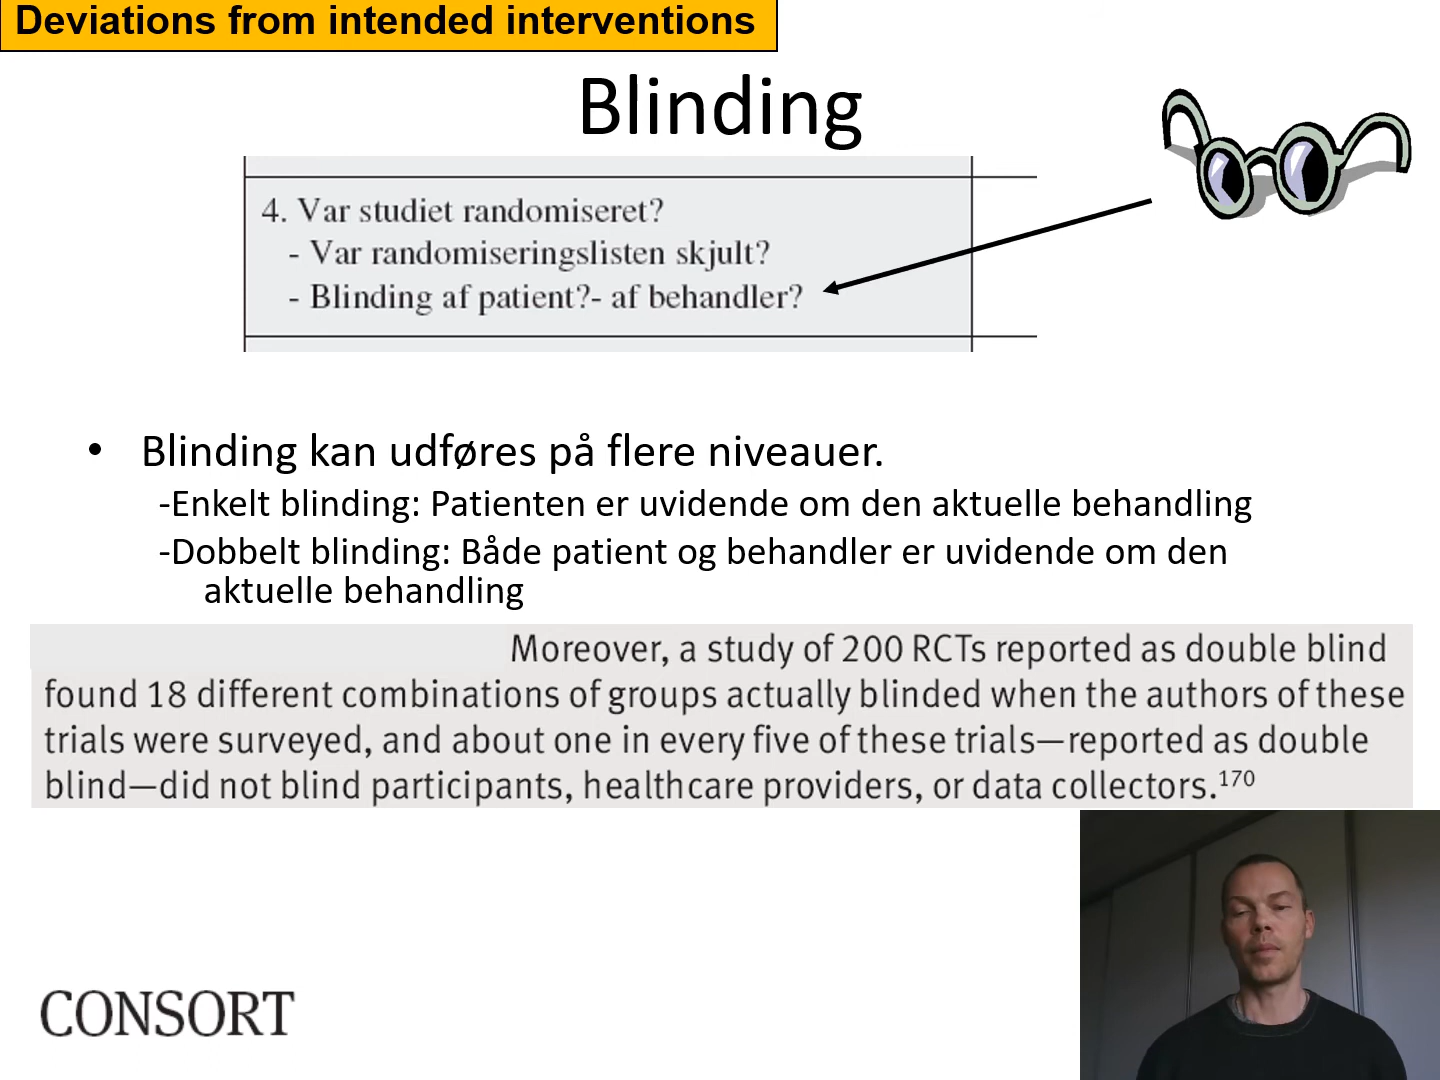 Deviations from intended interventions
Blinding
4. Var studiet randomiseret?
- Var randomiseringslisten skjult?
- Blinding af patient?- af behandler?
• Blinding kan udføres på flere niveauer.
-Enkelt blinding: Patienten er uvidende om den aktuelle behandling
-Dobbelt blinding: Både patient og behandler er uvidende om den
aktuelle behandling
Moreover, a study of 200 RCTs reported as double blind
found 18 different combinations of groups actually blinded when the authors of these
trials were surveyed, and about one in every five of these trials—reported as double
blind—did not blind participants, healthcare providers, or data collectors.¹⁷⁰
CONSORT